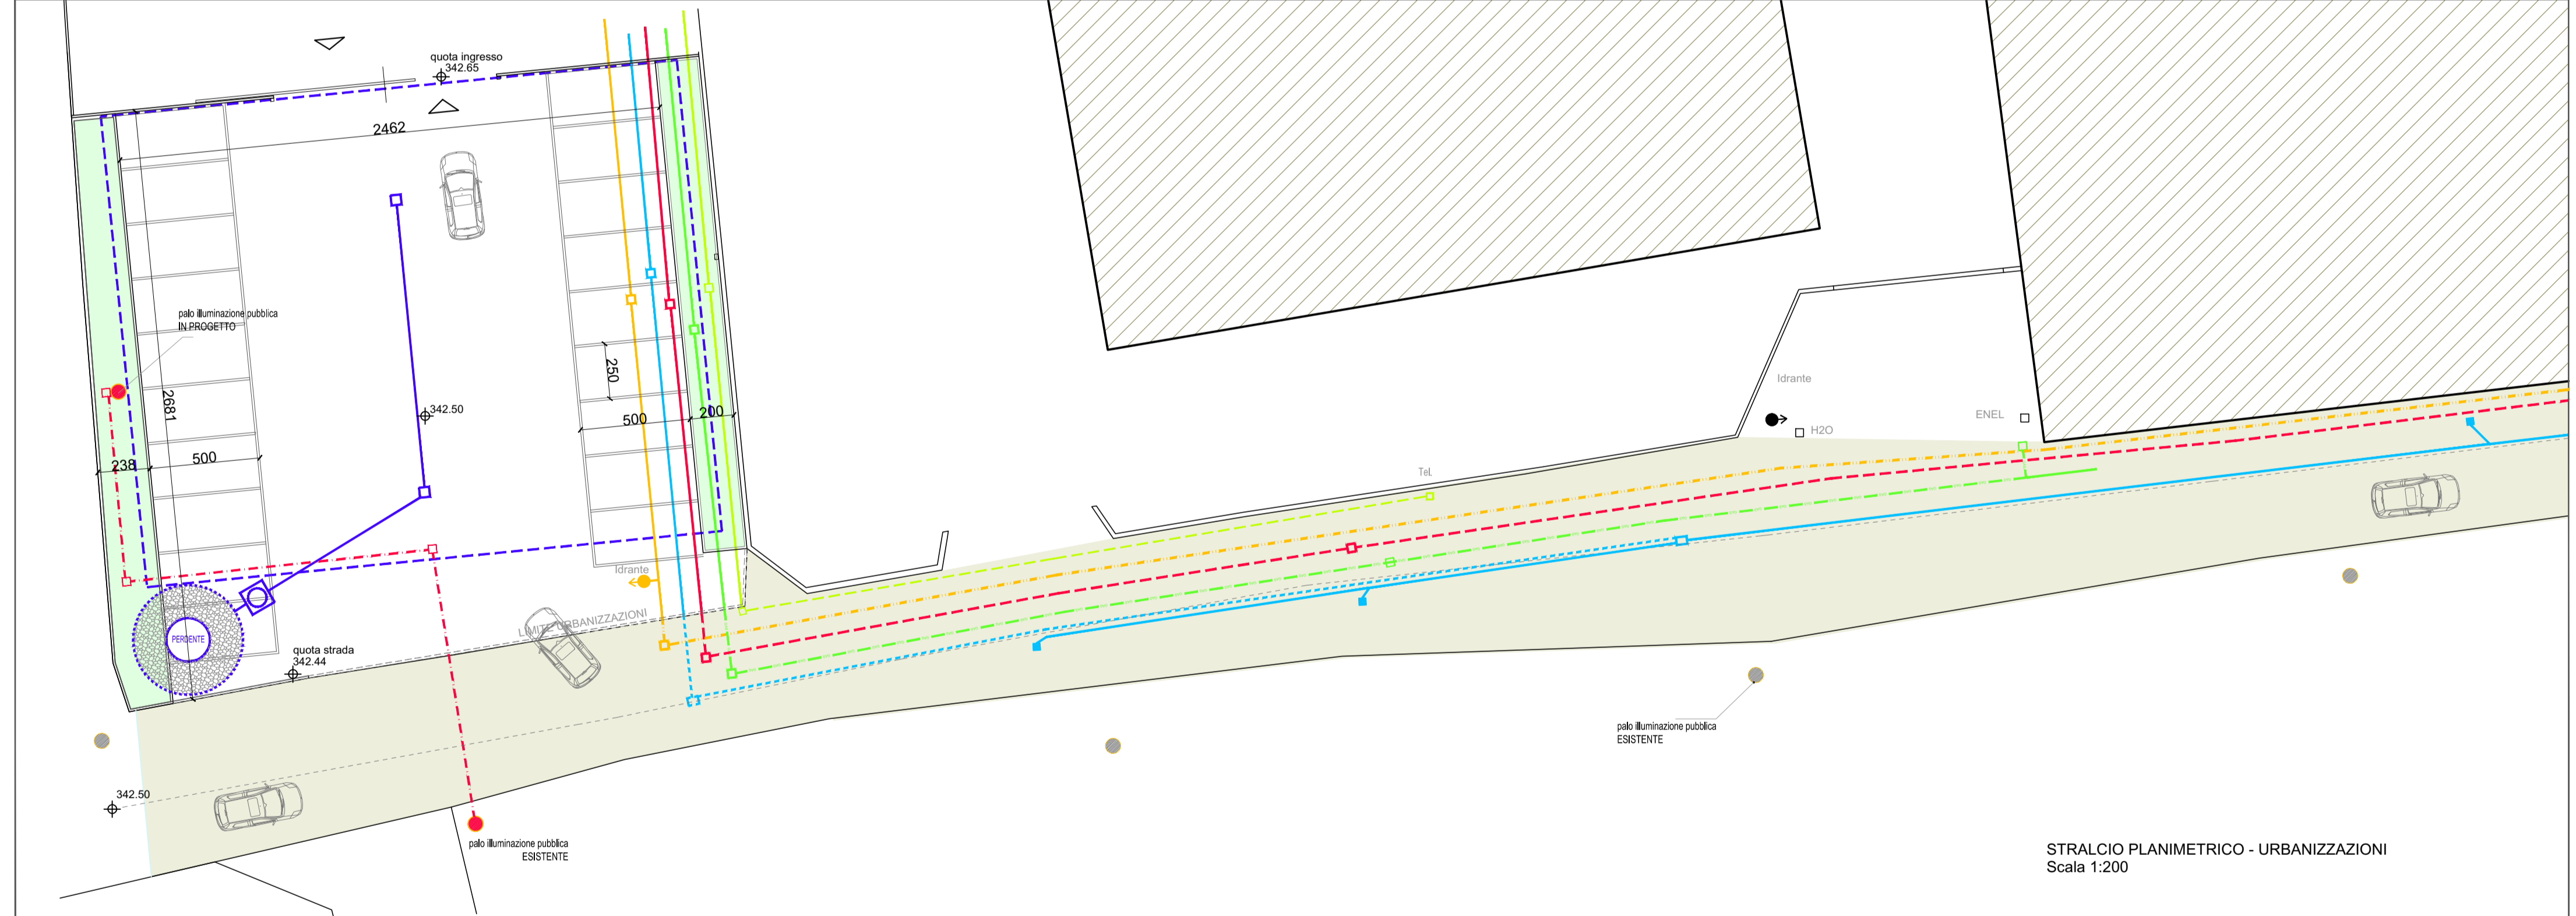 quota ingresso
342.65
2462
palo illuminazione pubblica
IN PROGETTO
250
2681
342.50
500
200
238
500
Idrante
Idrante
H2O
ENEL
Tel.
LIMITE URBANIZZAZIONI
PERDENTE
quota strada
342.44
342.50
palo illuminazione pubblica
ESISTENTE
palo illuminazione pubblica
ESISTENTE
STRALCIO PLANIMETRICO - URBANIZZAZIONI
Scala 1:200